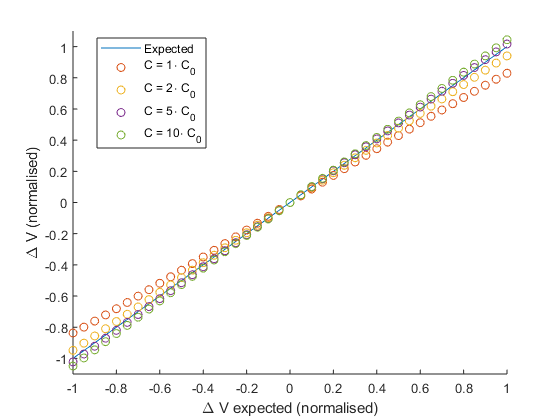 Expected
C = 1· C0
C = 2· C0
C = 5· C0
C = 10· C0
1
0.8
0.6
0.4
0.2
0
-0.2
-0.4
-0.6
-0.8
-1
Δ V (normalised)
-1 -0.8 -0.6 -0.4 -0.2 0 0.2 0.4 0.6 0.8 1
Δ V expected (normalised)